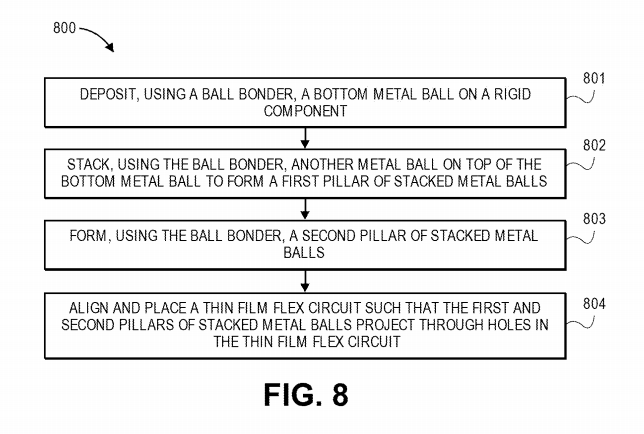 800
DEPOSIT, USING A BALL BONDER, A BOTTOM METAL BALL ON A RIGID
COMPONENT
801
STACK, USING THE BALL BONDER, ANOTHER METAL BALL ON TOP OF THE
BOTTOM METAL BALL TO FORM A FIRST PILLAR OF STACKED METAL BALLS
802
FORM, USING THE BALL BONDER, A SECOND PILLAR OF STACKED METAL
BALLS
803
ALIGN AND PLACE A THIN FILM FLEX CIRCUIT SUCH THAT THE FIRST AND
SECOND PILLARS OF STACKED METAL BALLS PROJECT THROUGH HOLES IN
THE THIN FILM FLEX CIRCUIT
804
FIG. 8